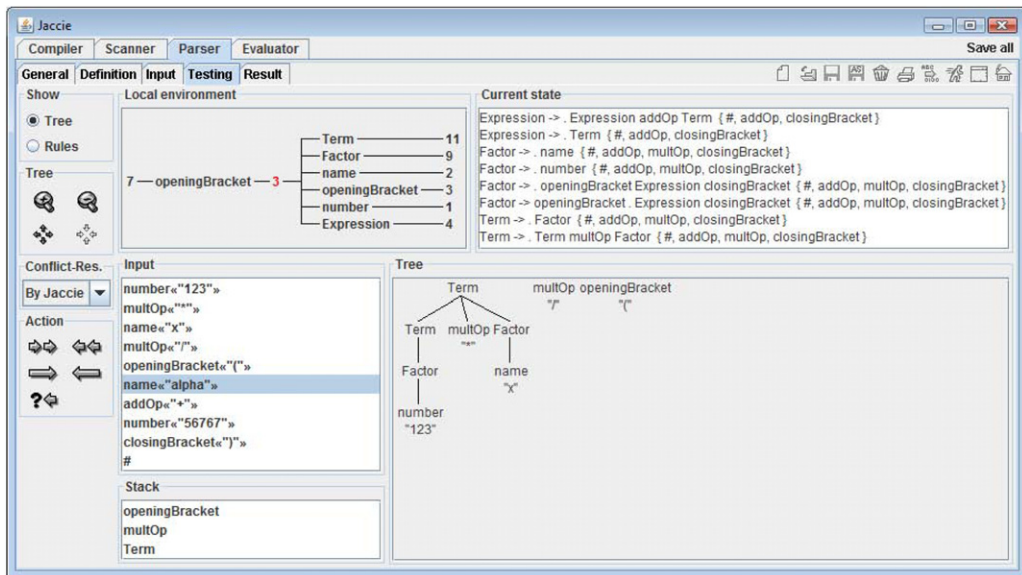 Jaccie
Compiler Scanner Parser Evaluator Save all
General Definition Input Testing Result
Show
Tree
Rules
Tree
Conflict-Res.
By Jaccie
Action
?
Local environment
7 openingBracket 3
Term 11
Factor 9
name 2
openingBracket 3
number 1
Expression 4
Current state
Expression -> . Expression addOp Term { #, addOp, closingBracket }
Expression -> . Term { #, addOp, closingBracket }
Factor -> . name { #, addOp, multOp, closingBracket }
Factor -> . number { #, addOp, multOp, closingBracket }
Factor -> . openingBracket Expression closingBracket { #, addOp, multOp, closingBracket }
Factor -> openingBracket . Expression closingBracket { #, addOp, multOp, closingBracket }
Term -> . Factor { #, addOp, multOp, closingBracket }
Term -> . Term multOp Factor { #, addOp, multOp, closingBracket }
Input
number«"123"»
multOp«"*"»
name«"x"»
multOp«"/"»
openingBracket«"("»
name«"alpha"»
addOp«"+"»
number«"56767"»
closingBracket«")"»
#
Stack
openingBracket
multOp
Term
Tree
Term multOp openingBracket
"/" "("
Term multOp Factor
"*"
Factor name
"x"
number
"123"